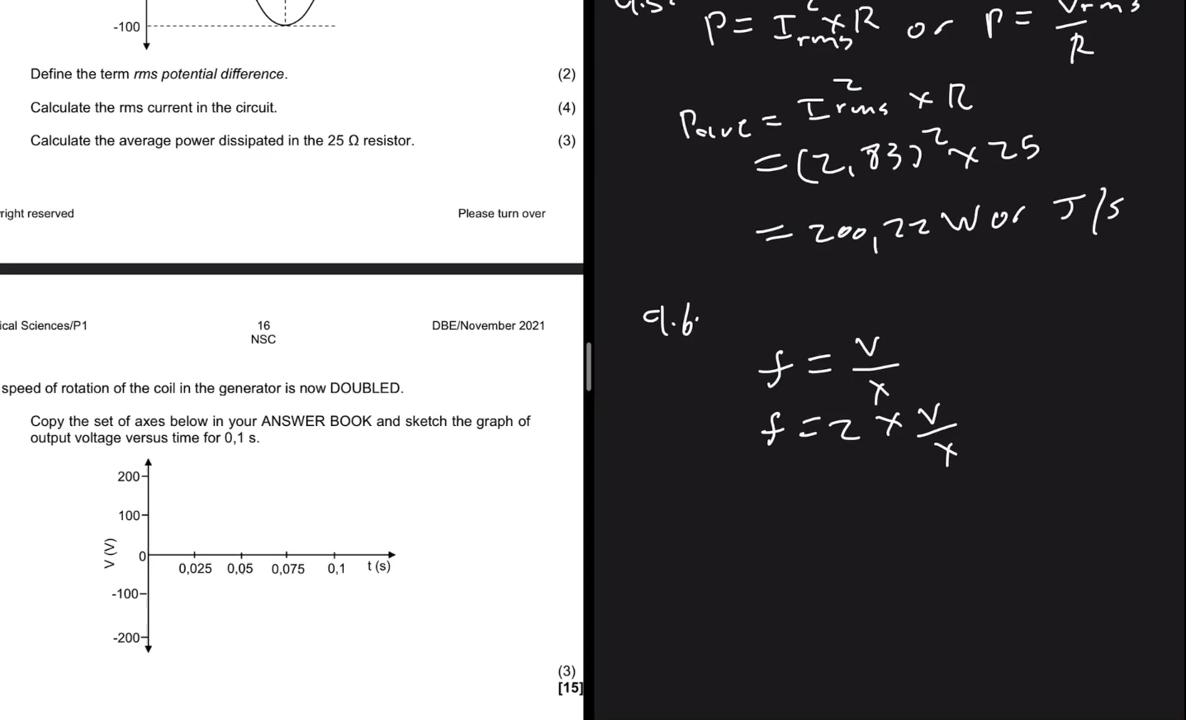 -100
Define the term rms potential difference. (2)
Calculate the rms current in the circuit. (4)
Calculate the average power dissipated in the 25 Ω resistor. (3)
right reserved Please turn over
ical Sciences/P1 16 DBE/November 2021
NSC
speed of rotation of the coil in the generator is now DOUBLED.
Copy the set of axes below in your ANSWER BOOK and sketch the graph of
output voltage versus time for 0,1 s.
200
100
V (V)
0
0,025 0,05 0,075 0,1 t (s)
-100
-200
(3)
[15]
9.5.
P = I²rms × R or P = V²rms / R
Pave = I²rms × R
= (2,83)² × 25
= 200,22 W or J/s
9.6.
f = v / x
f = 2 × v / x